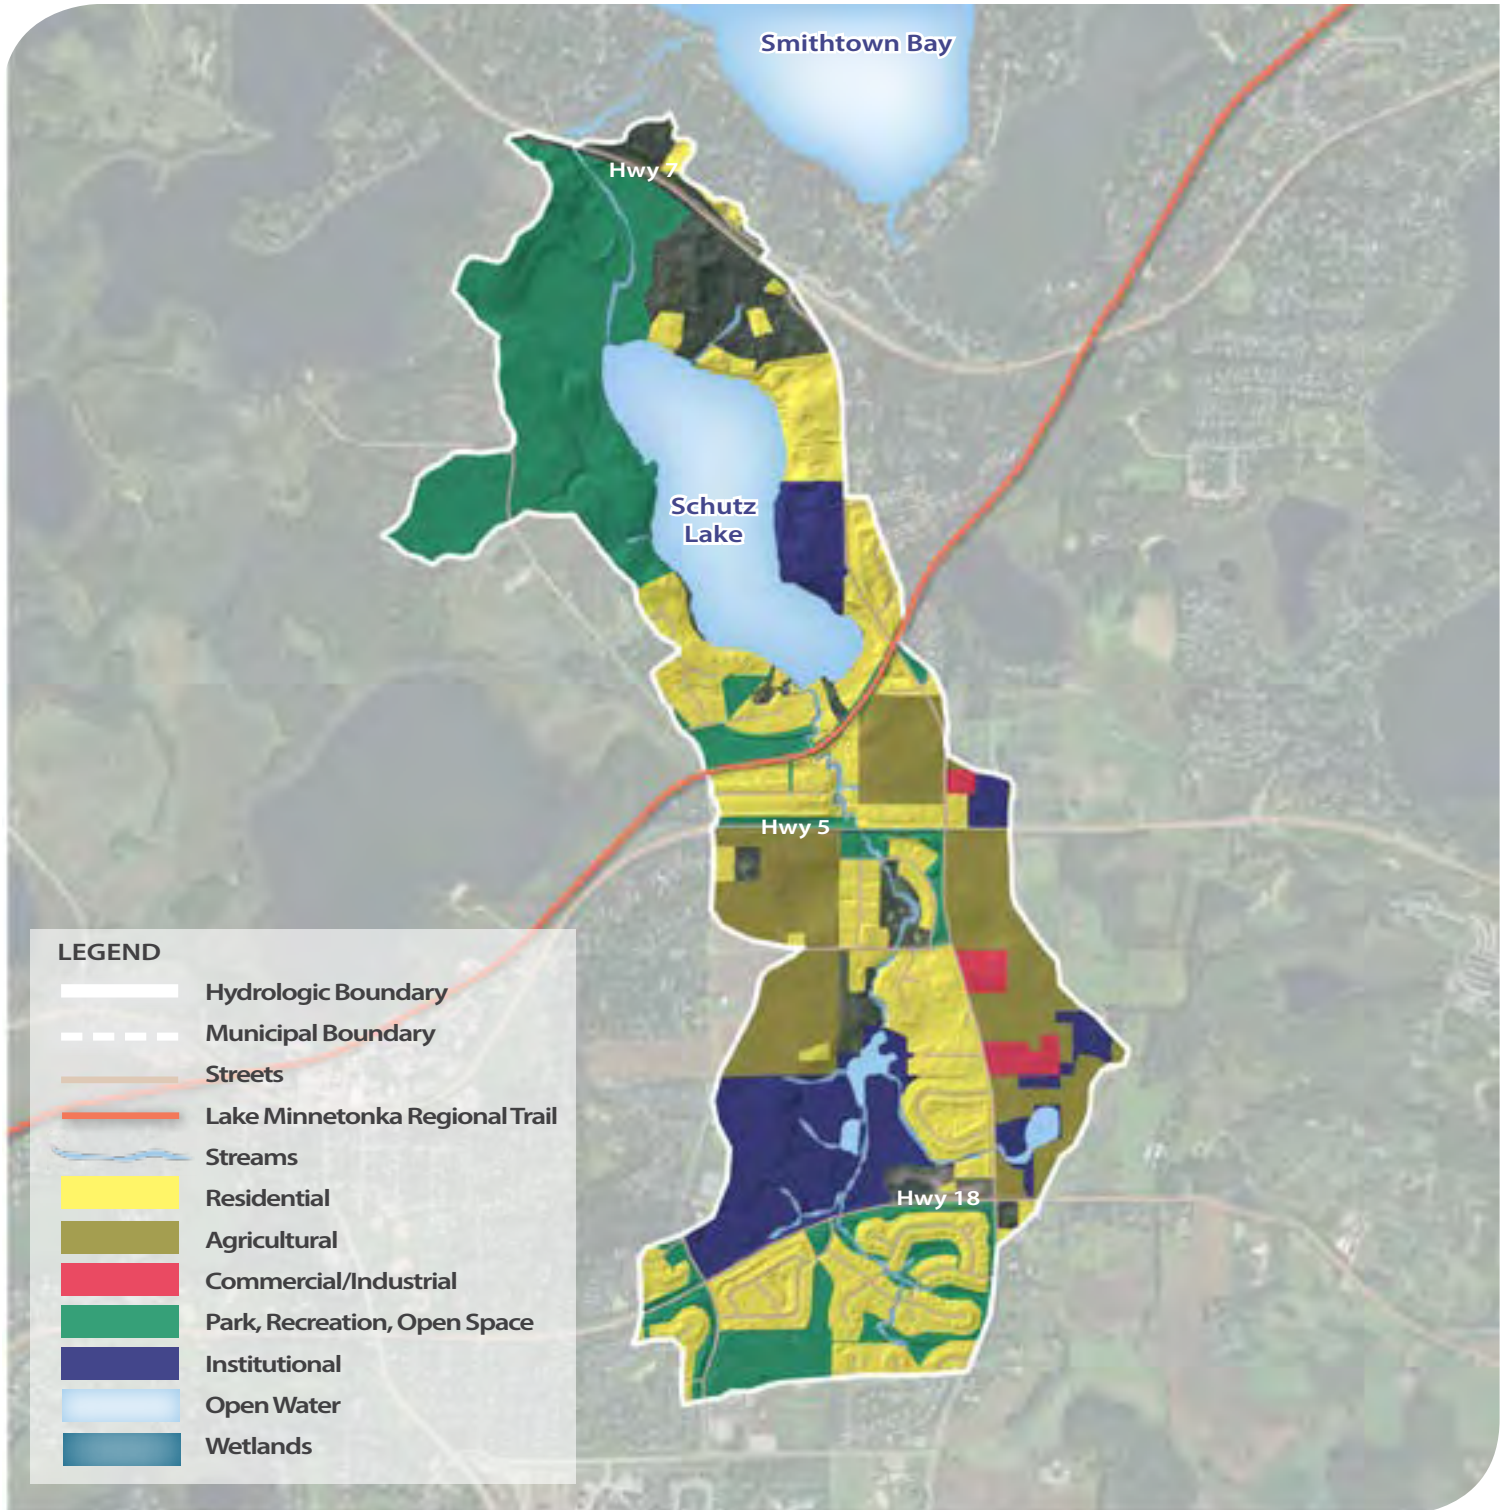 Smithtown Bay
Hwy 7
Schutz
Lake
Hwy 5
Hwy 18
LEGEND
Hydrologic Boundary
Municipal Boundary
Streets
Lake Minnetonka Regional Trail
Streams
Residential
Agricultural
Commercial/Industrial
Park, Recreation, Open Space
Institutional
Open Water
Wetlands